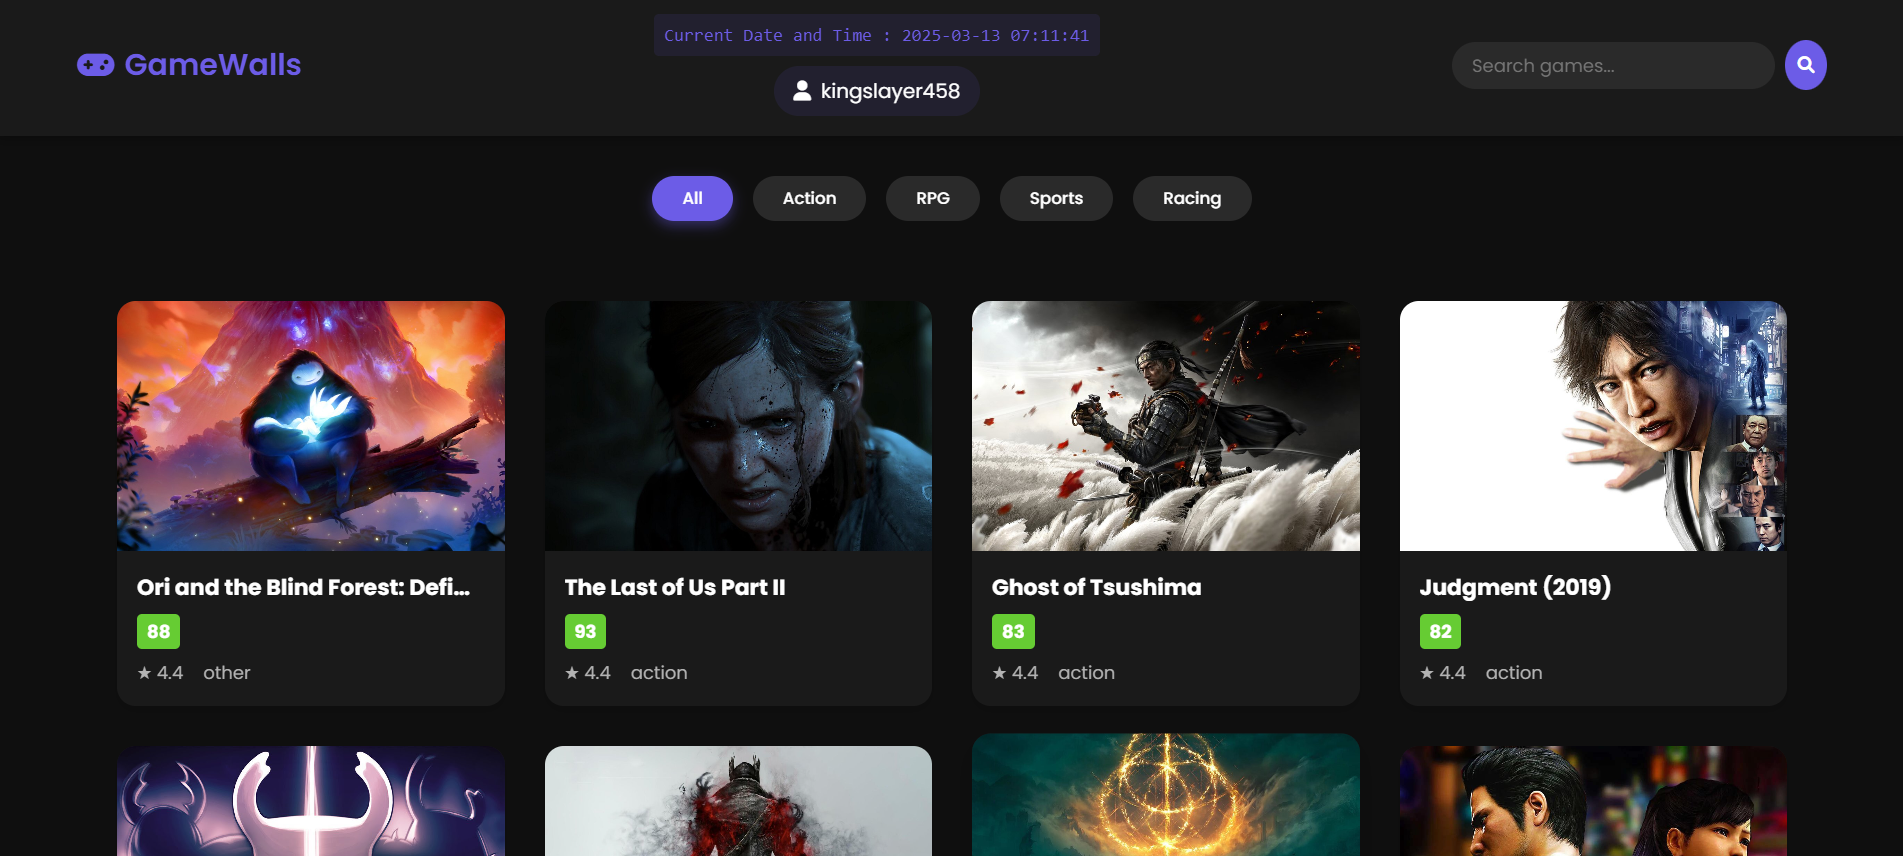 GameWalls
Current Date and Time : 2025-03-13 07:11:41
kingslayer458
Search games...
All
Action
RPG
Sports
Racing
Ori and the Blind Forest: Defi...
88
★ 4.4 other
The Last of Us Part II
93
★ 4.4 action
Ghost of Tsushima
83
★ 4.4 action
Judgment (2019)
82
★ 4.4 action